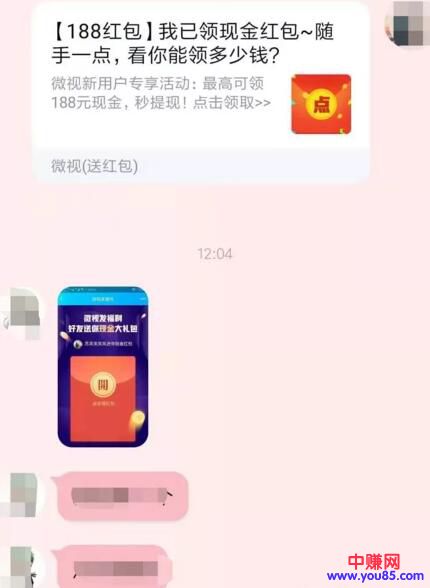 【188红包】我已领现金红包~随
手一点，看你能领多少钱?
微视新用户专享活动：最高可领
188元现金，秒提现！点击领取>>
点
微视(送红包)
12:04
微视发福利
好友送你现金大礼包
開
中赚网
www.you85.com